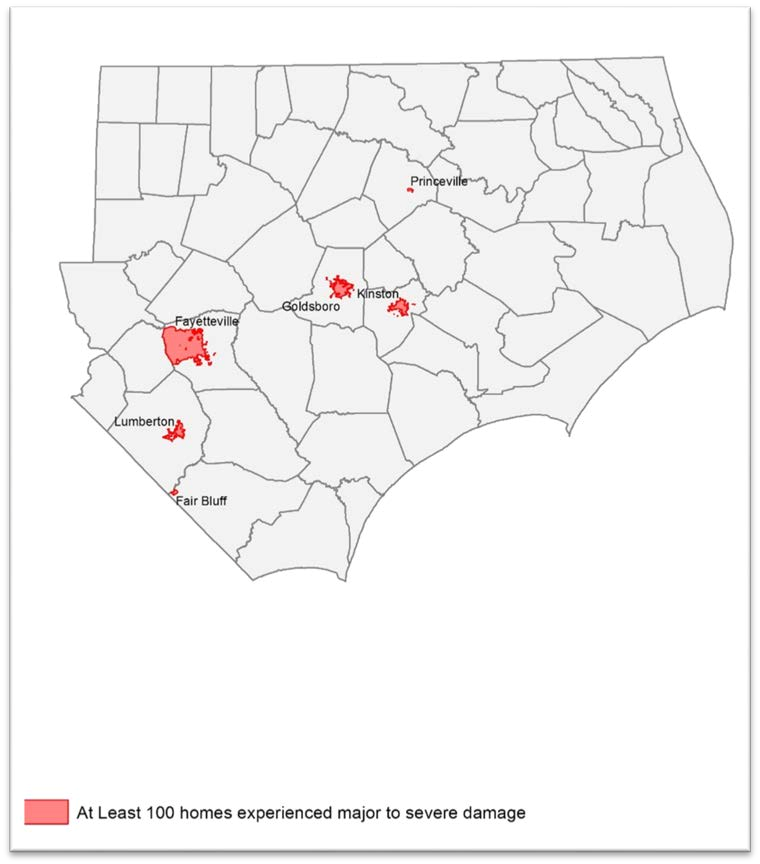 Princeville
Kinston
Goldsboro
Fayetteville
Lumberton
Fair Bluff
At Least 100 homes experienced major to severe damage